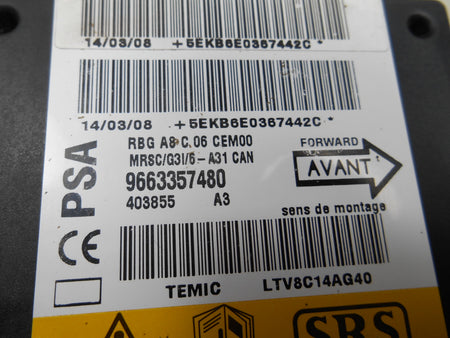 14/03/08 +5EKB6E0367442C*
14/03/08 +5EKB6E0367442C*
PSA
RBG A8 C.06 CEM00
MRSC/G3I/6-A31 CAN
9663357480
403855 A3
FORWARD
AVANT
sens de montage
CE
TEMIC LTV8C14AG40
SRS